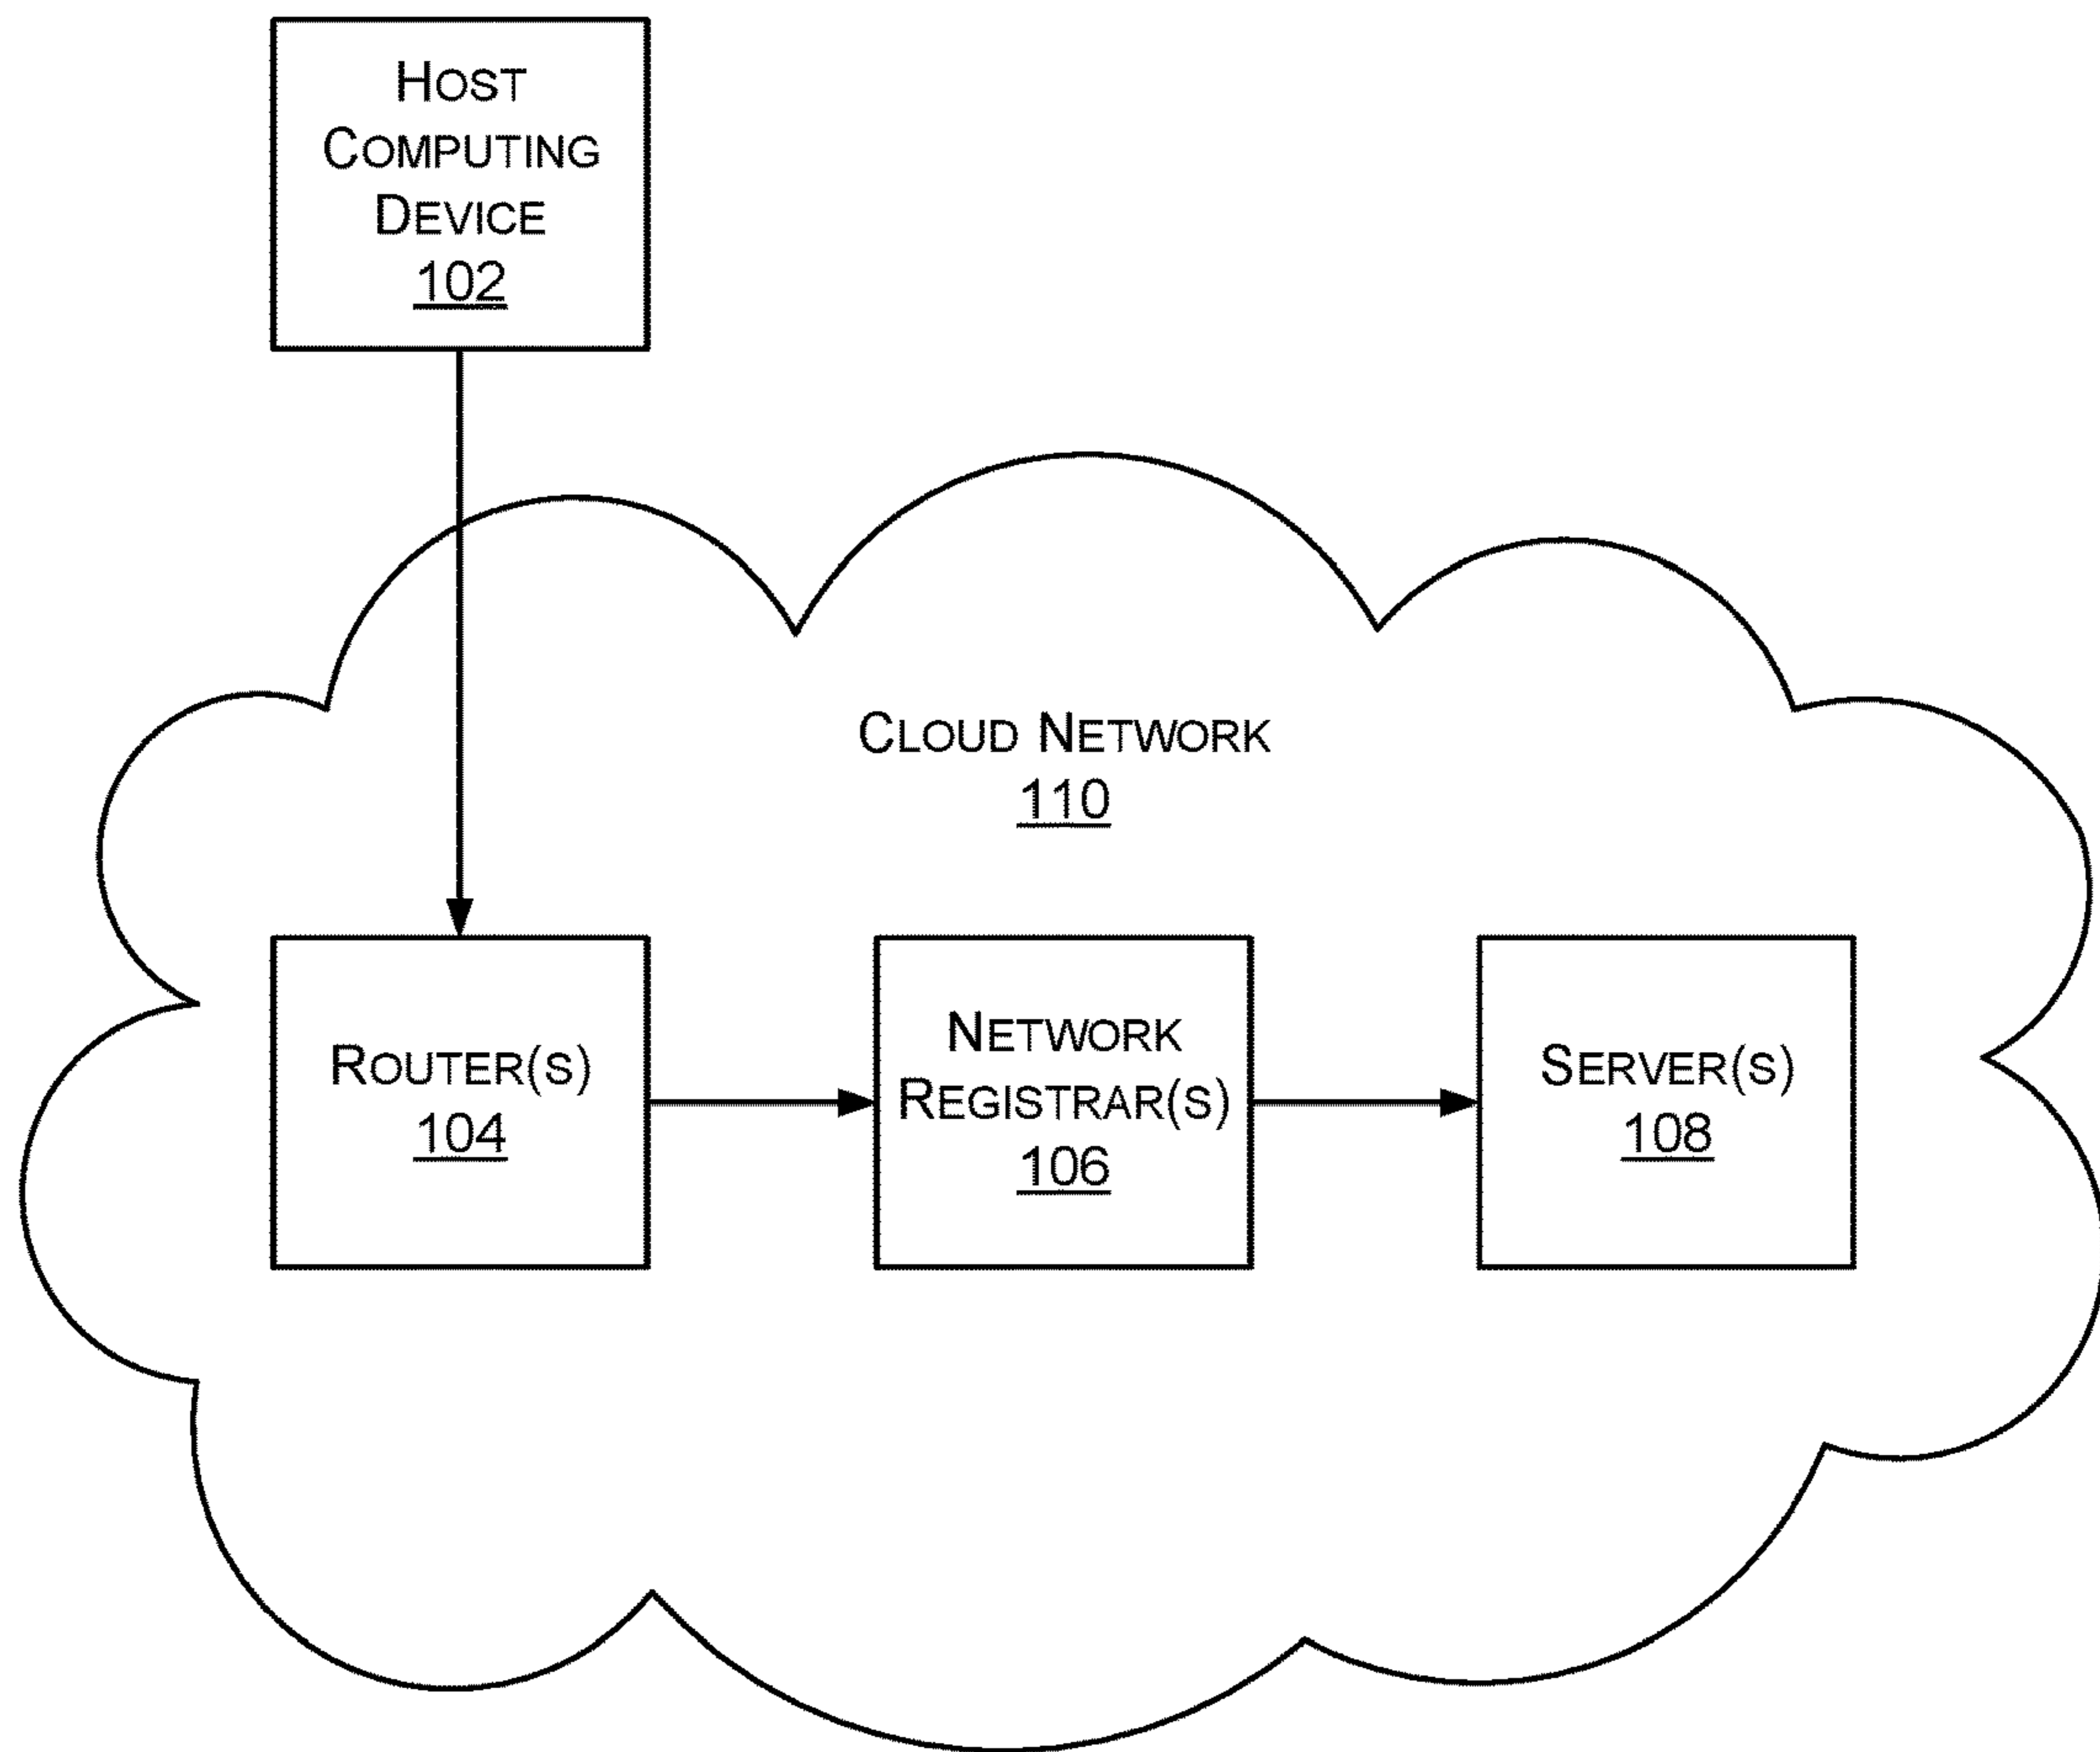 HOST
COMPUTING
DEVICE
102
CLOUD NETWORK
110
ROUTER(S)
104
NETWORK
REGISTRAR(S)
106
SERVER(S)
108